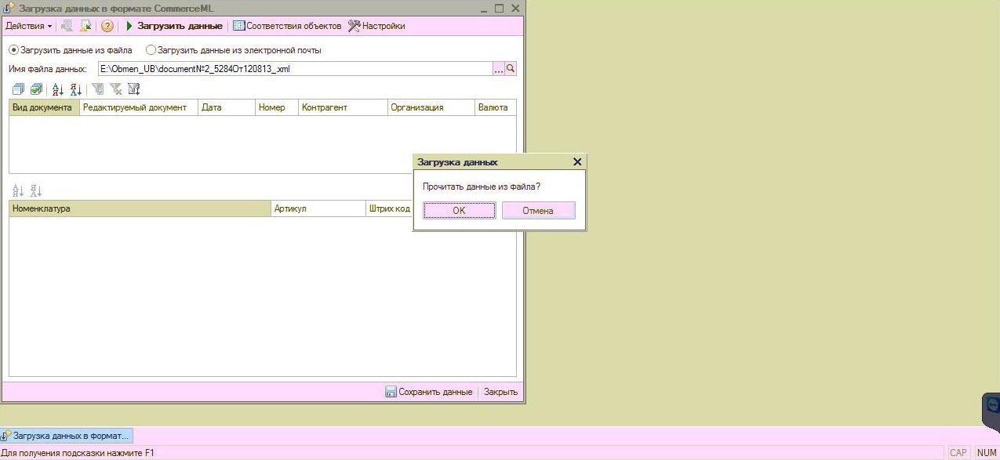 Загрузка данных в формате CommerceML
Действия Загрузить данные Соответствия объектов Настройки
Загрузить данные из файла Загрузить данные из электронной почты
Имя файла данных: E:\Obmen_UB\document№2_5284От120813_.xml ...
Вид документа Редактируемый документ Дата Номер Контрагент Организация Валюта
Загрузка данных
Прочитать данные из файла?
OK Отмена
Номенклатура Артикул Штрих код
Сохранить данные Закрыть
Загрузка данных в формат...
Для получения подсказки нажмите F1 CAP NUM